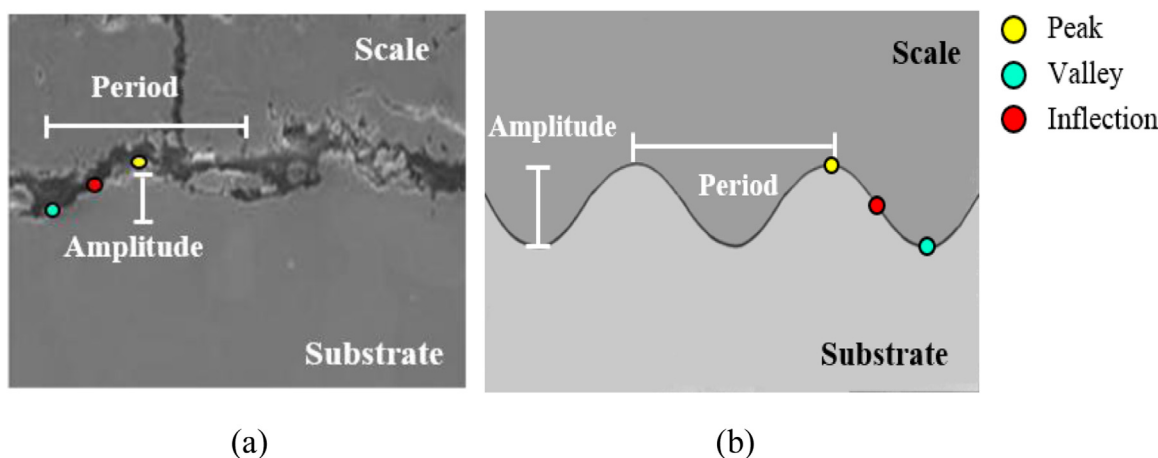 Scale
Period
Amplitude
Substrate
(a)
Scale
Amplitude
Period
Substrate
(b)
Peak
Valley
Inflection